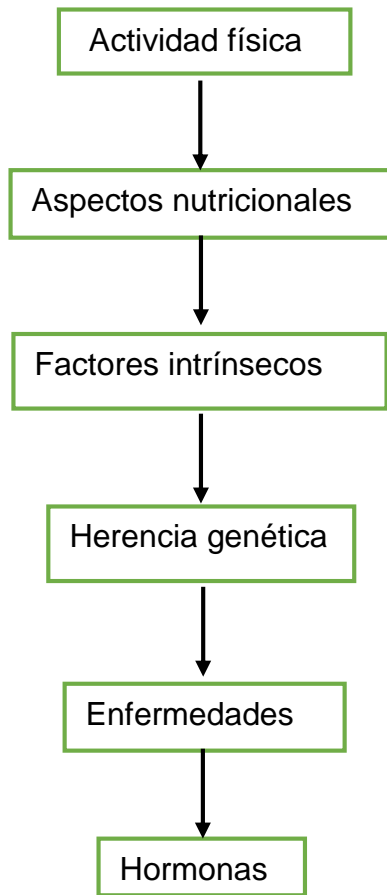 Actividad física
Aspectos nutricionales
Factores intrínsecos
Herencia genética
Enfermedades
Hormonas